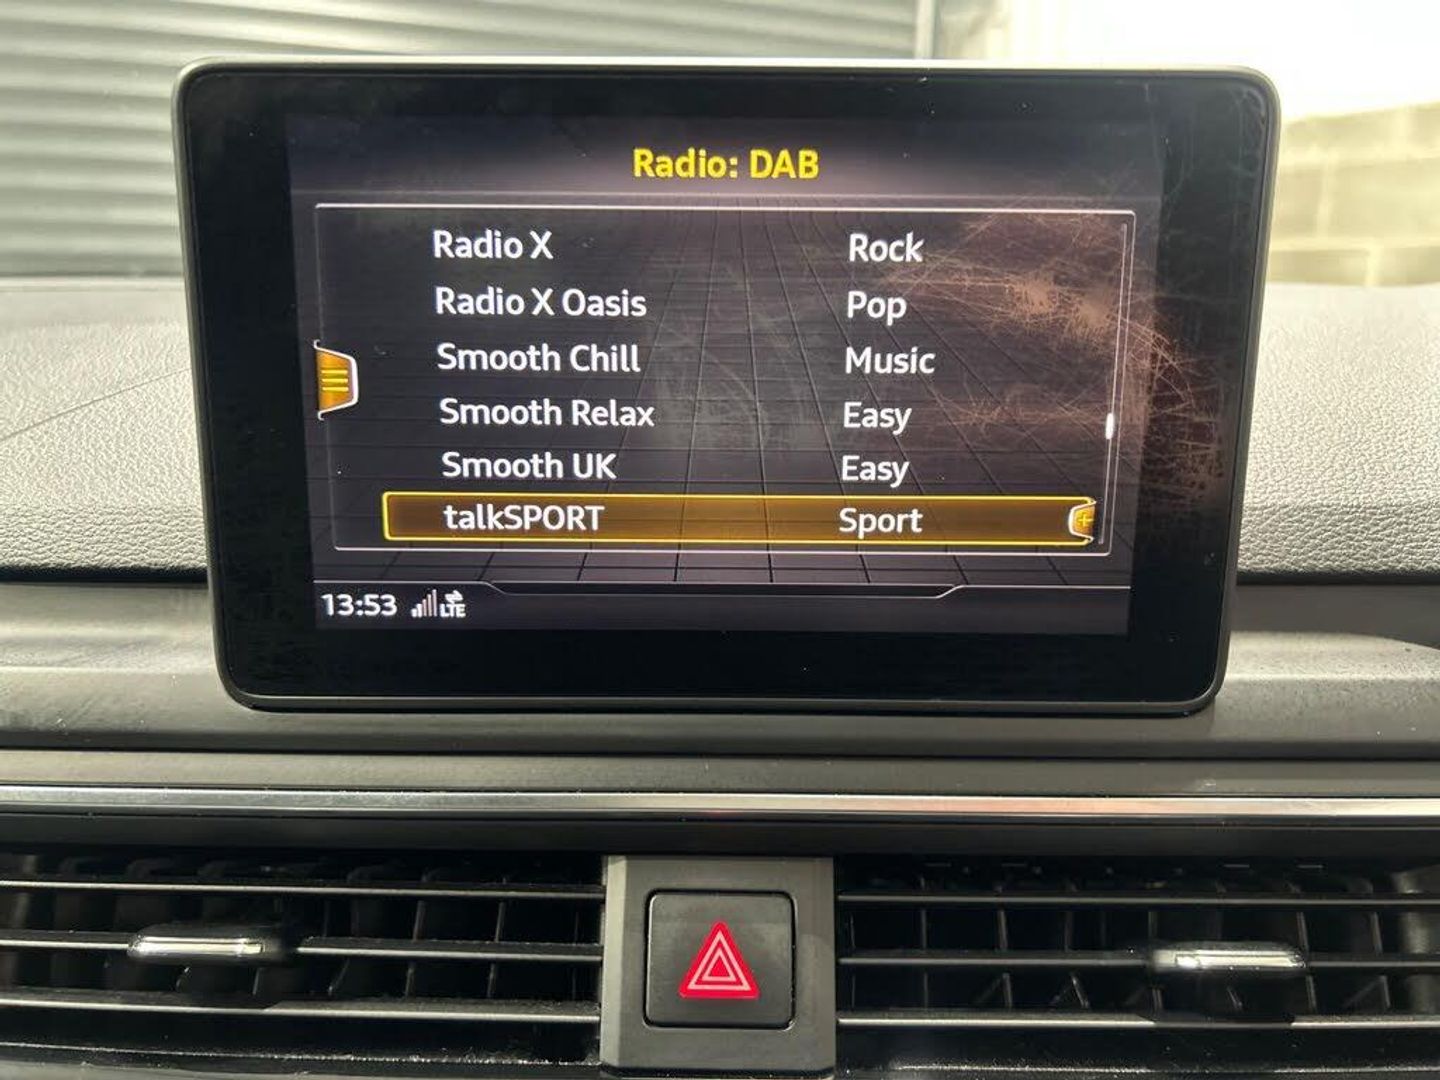 Radio: DAB
Radio X Rock
Radio X Oasis Pop
Smooth Chill Music
Smooth Relax Easy
Smooth UK Easy
talkSPORT Sport
13:53 LTE